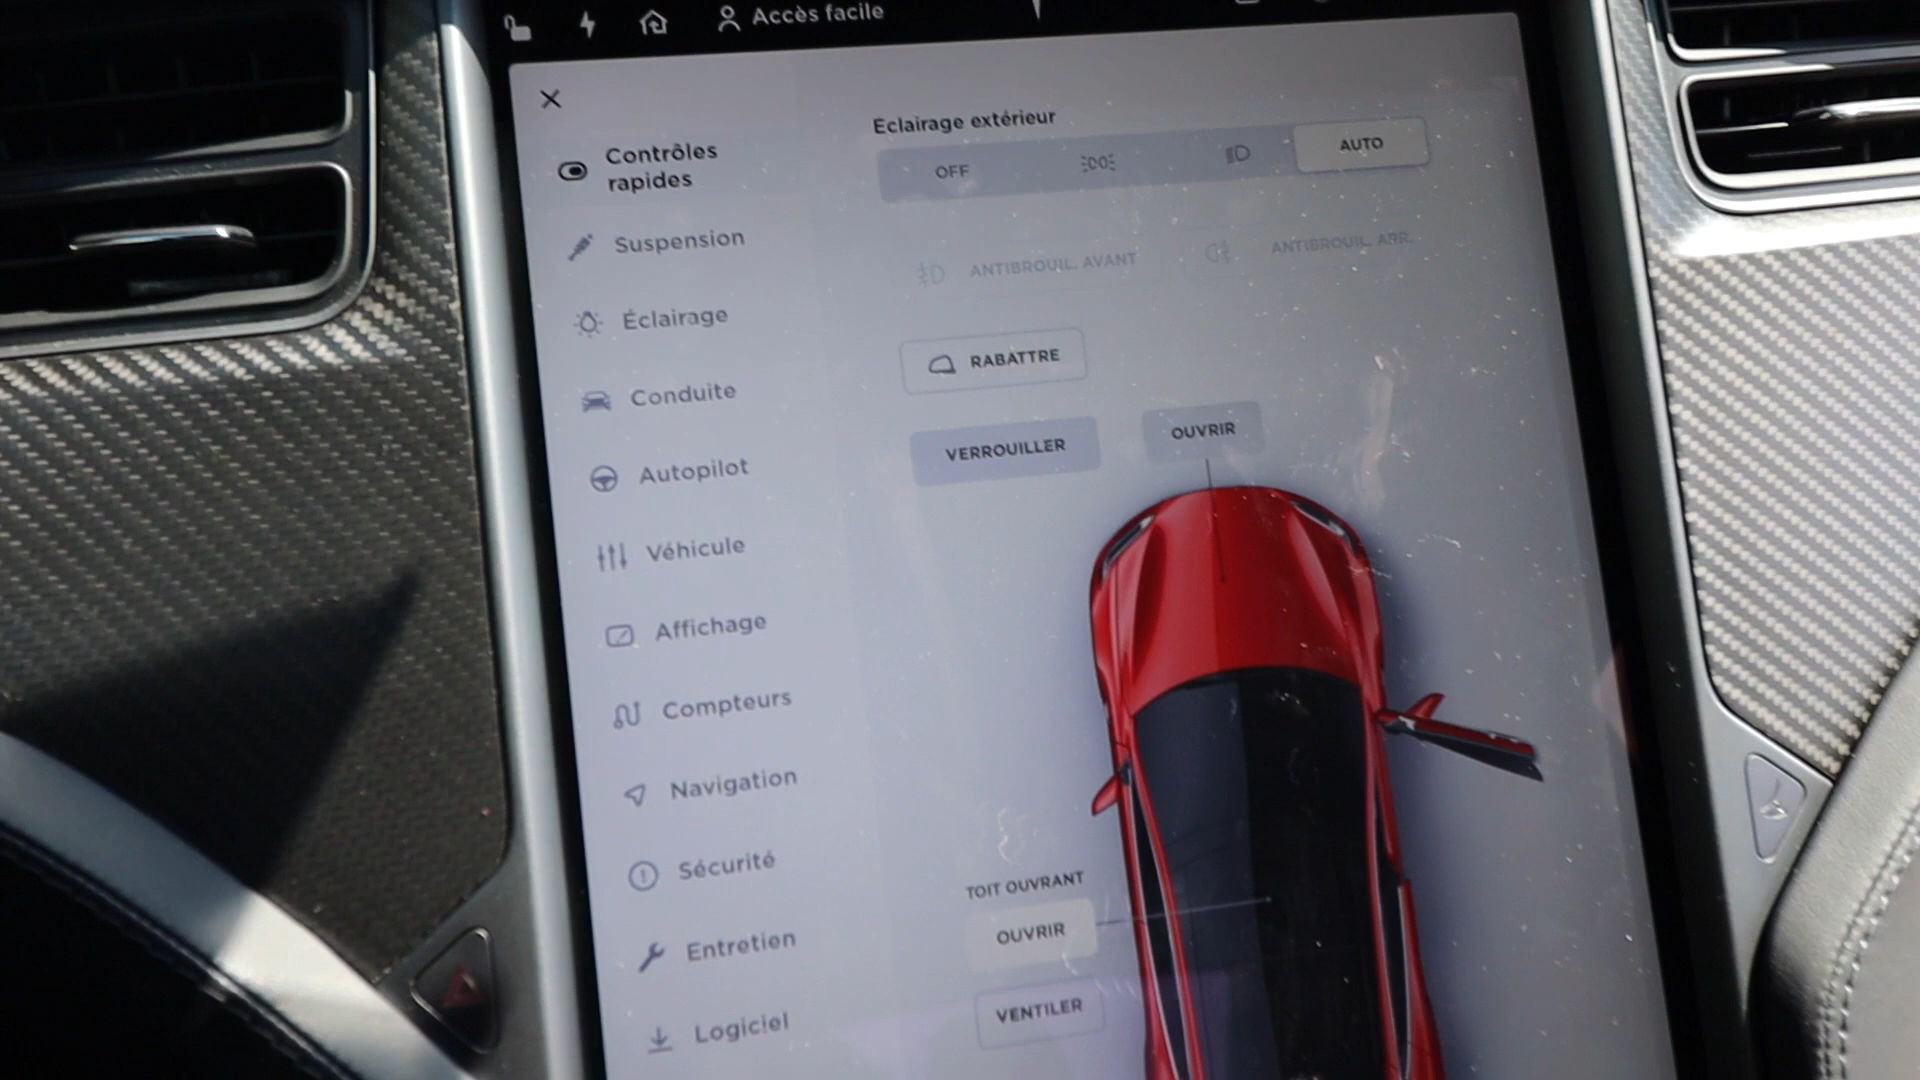 Accès facile
Contrôles
rapides
Suspension
Éclairage
Conduite
Autopilot
Véhicule
Affichage
Compteurs
Navigation
Sécurité
Entretien
Logiciel
Eclairage extérieur
OFF
AUTO
ANTIBROUIL. AVANT
ANTIBROUIL. ARR.
RABATTRE
VERROUILLER
OUVRIR
TOIT OUVRANT
OUVRIR
VENTILER